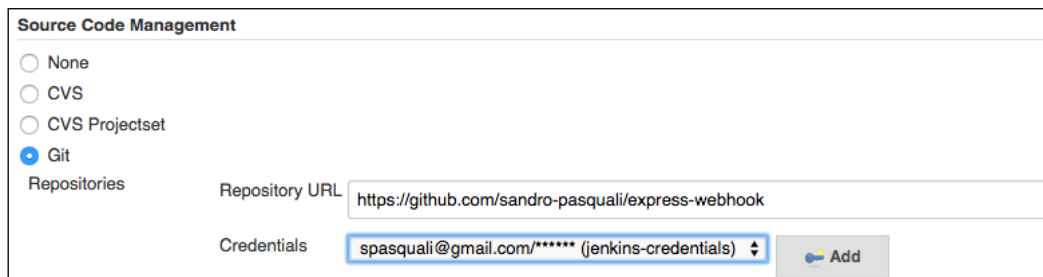 Source Code Management
None
CVS
CVS Projectset
Git
Repositories
Repository URL https://github.com/sandro-pasquali/express-webhook
Credentials spasquali@gmail.com/****** (jenkins-credentials) Add